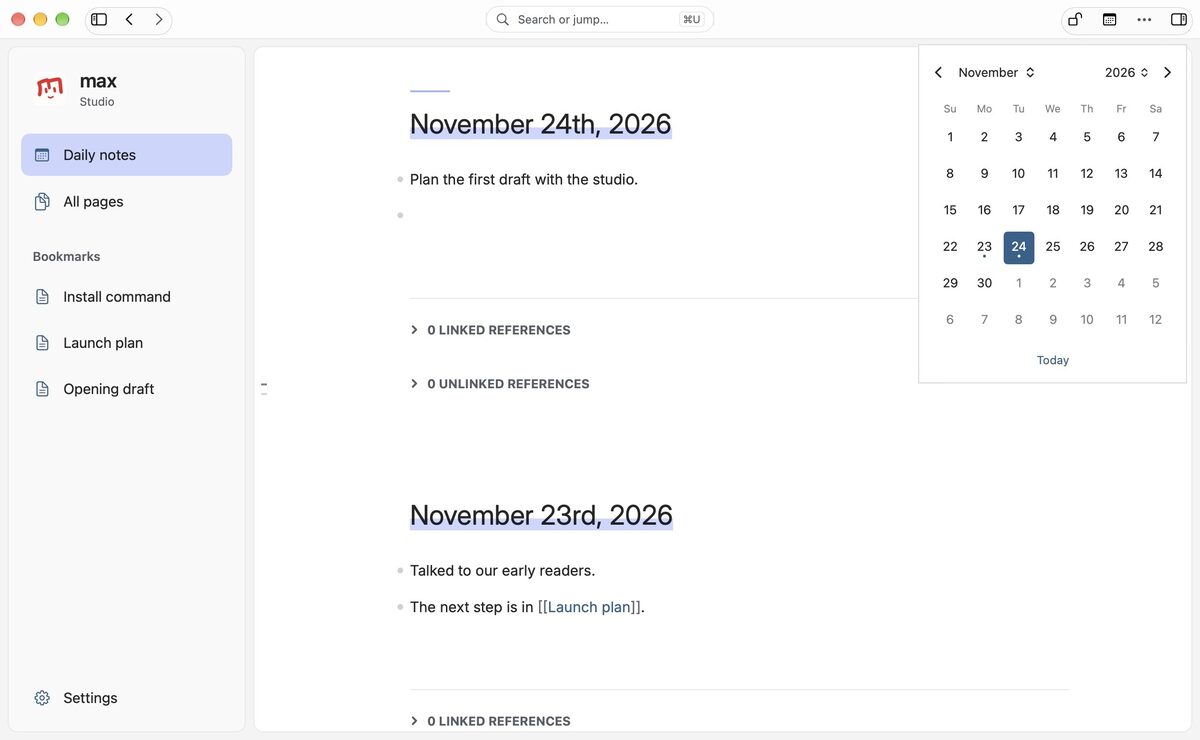 Search or jump...
⌘U
max
Studio
Daily notes
All pages
Bookmarks
Install command
Launch plan
Opening draft
Settings
November 24th, 2026
Plan the first draft with the studio.
0 LINKED REFERENCES
0 UNLINKED REFERENCES
November 23rd, 2026
Talked to our early readers.
The next step is in [[Launch plan]].
0 LINKED REFERENCES
November 2026
Su Mo Tu We Th Fr Sa
1 2 3 4 5 6 7
8 9 10 11 12 13 14
15 16 17 18 19 20 21
22 23 24 25 26 27 28
29 30 1 2 3 4 5
6 7 8 9 10 11 12
Today